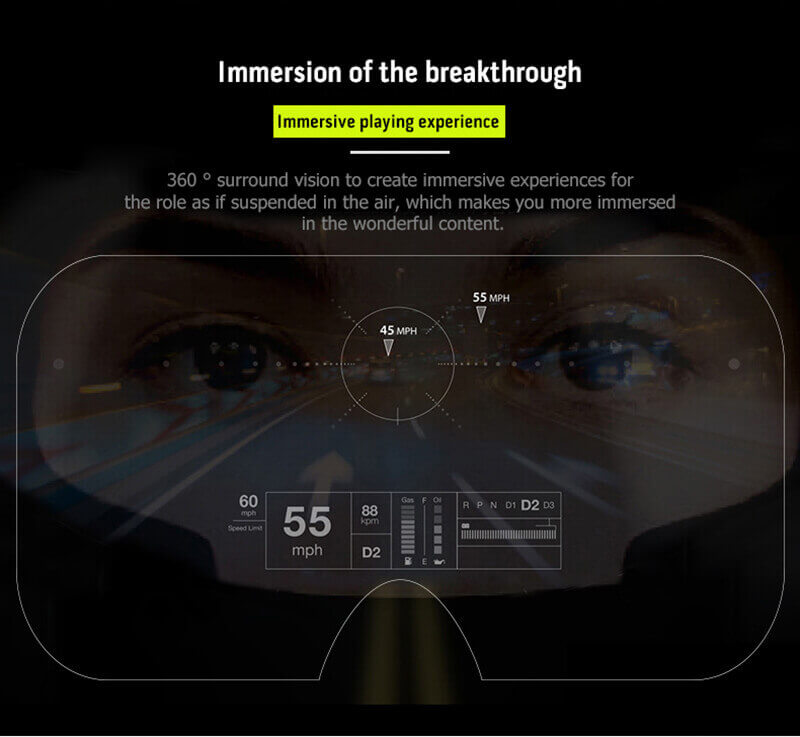 Immersion of the breakthrough
Immersive playing experience
360 ° surround vision to create immersive experiences for
the role as if suspended in the air, which makes you more immersed
in the wonderful content.
55 MPH
45 MPH
60
mph
Speed Limit
55
mph
88
kpm
D2
Gas F Oil
E
R P N D1 D2 D3